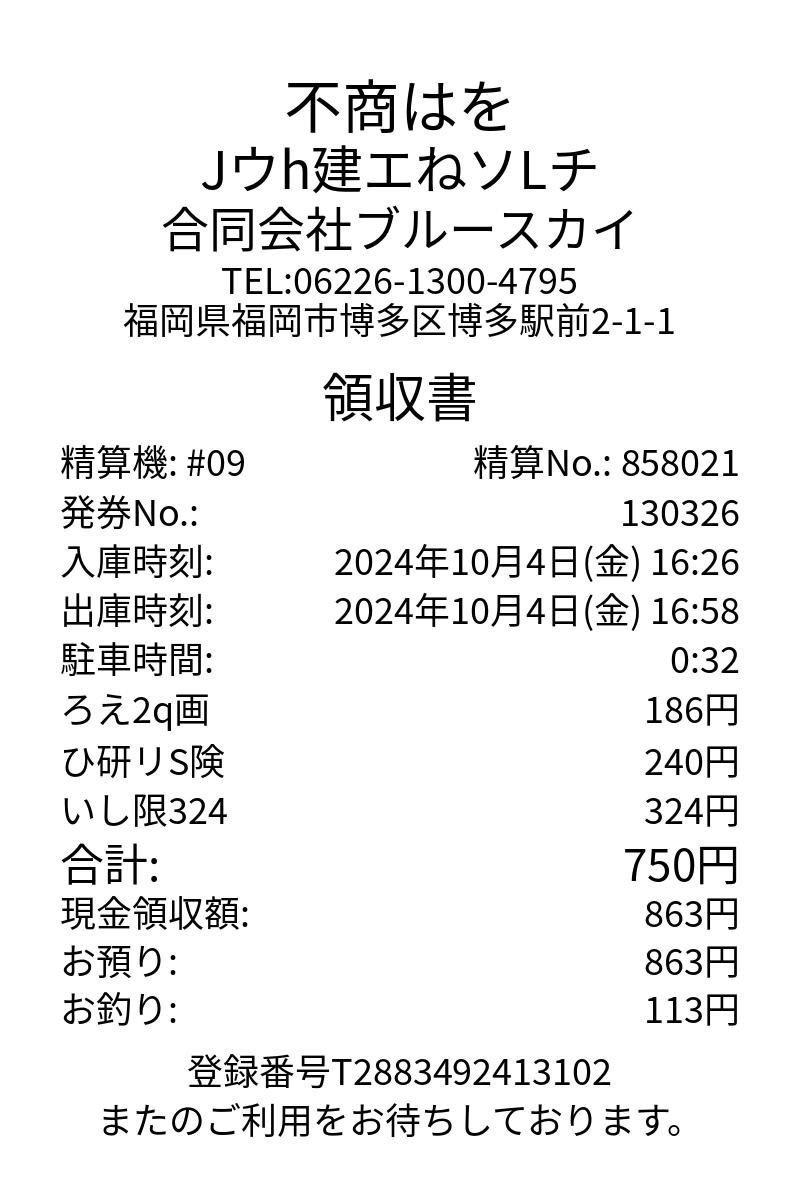 不商はを
Jウh建エねソLチ
合同会社ブルースカイ
TEL:06226-1300-4795
福岡県福岡市博多区博多駅前2-1-1
領収書
精算機: #09 精算No.: 858021
発券No.: 130326
入庫時刻: 2024年10月4日(金) 16:26
出庫時刻: 2024年10月4日(金) 16:58
駐車時間: 0:32
ろえ2q画 186円
ひ研リS険 240円
いし限324 324円
合計: 750円
現金領収額: 863円
お預り: 863円
お釣り: 113円
登録番号T2883492413102
またのご利用をお待ちしております。